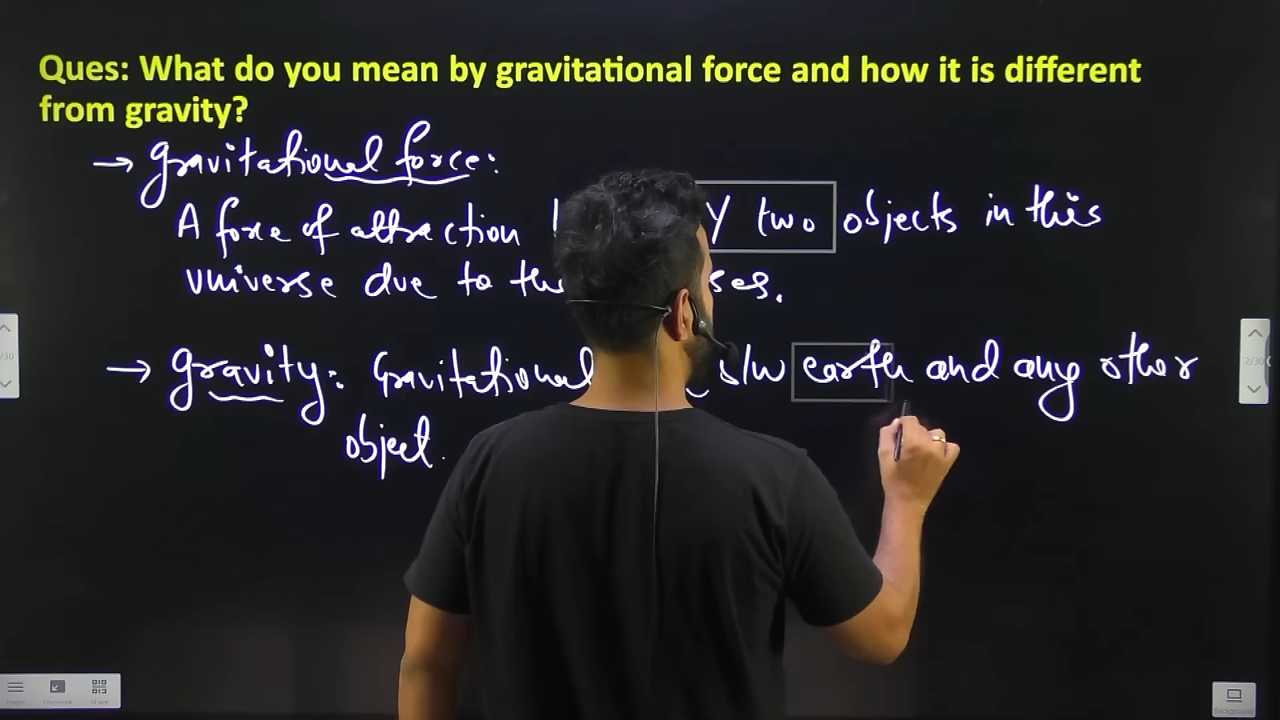 Ques: What do you mean by gravitational force and how it is different
from gravity?
→ Gravitational force:
A force of attraction two objects in this
universe due to
→ Gravity: Gravitational b/w earth and any other
object.